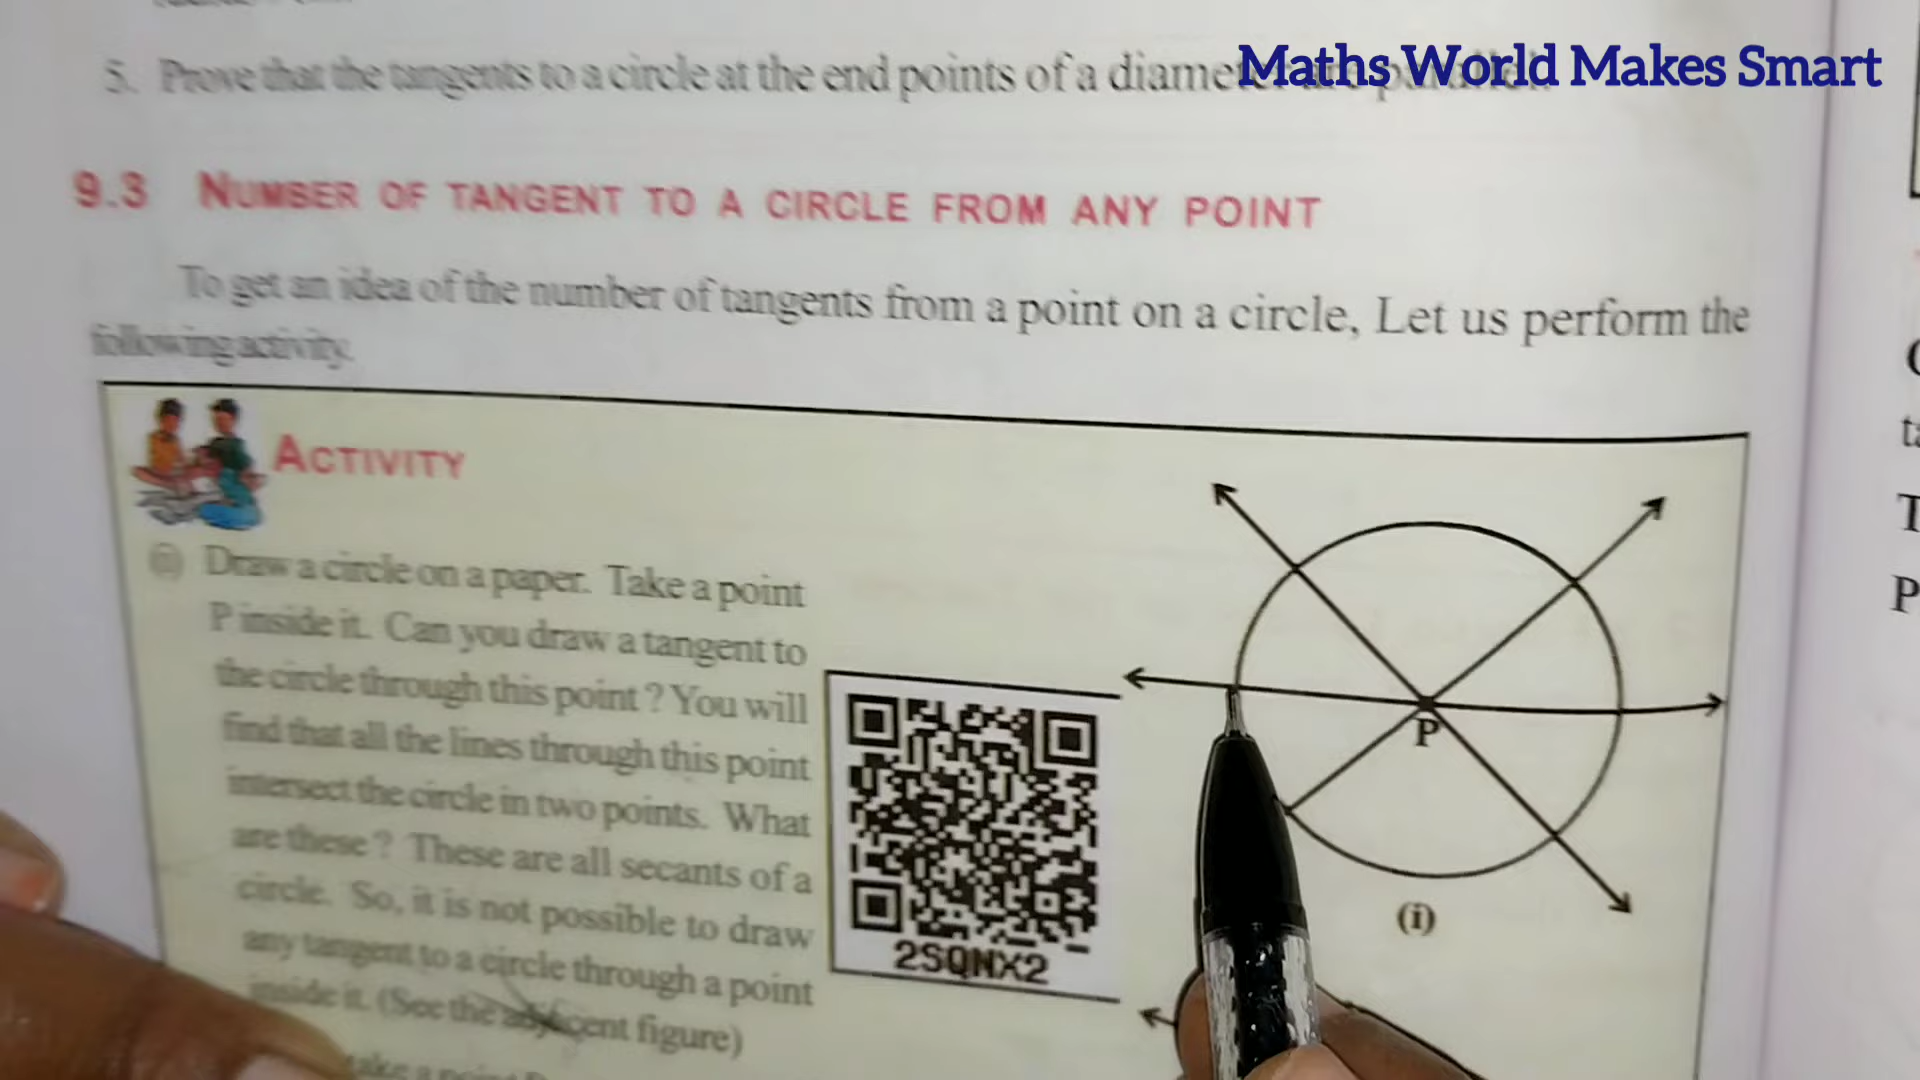 5. Prove that the tangents to a circle at the end points of a diameter are parallel.
Maths World Makes Smart
9.3 NUMBER OF TANGENT TO A CIRCLE FROM ANY POINT
To get an idea of the number of tangents from a point on a circle, Let us perform the
following activity.
ACTIVITY
(i) Draw a circle on a paper. Take a point
P inside it. Can you draw a tangent to
the circle through this point ? You will
find that all the lines through this point
intersect the circle in two points. What
are these ? These are all secants of a
circle. So, it is not possible to draw
any tangent to a circle through a point
inside it. (See the adjacent figure)
take a point
2SQNX2
P
(i)
T
P